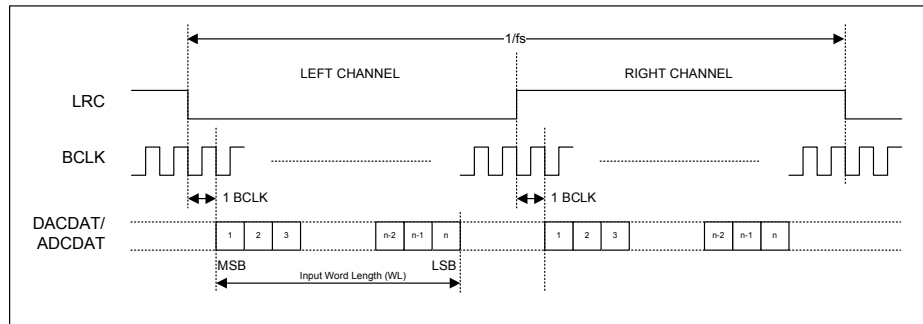 1/fs
LEFT CHANNEL RIGHT CHANNEL
LRC
BCLK
1 BCLK 1 BCLK
DACDAT/
ADCDAT
1 2 3 n-2 n-1 n 1 2 3 n-2 n-1 n
MSB LSB
Input Word Length (WL)